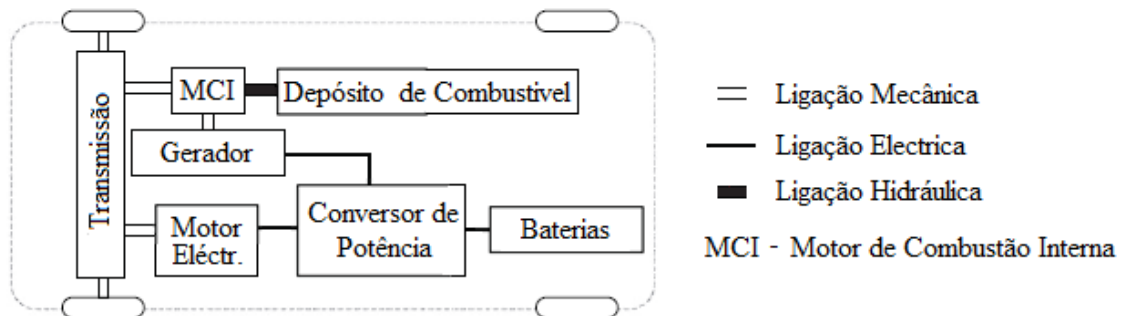 Transmissão
MCI
Depósito de Combustivel
Gerador
Motor
Eléctr.
Conversor de
Potência
Baterias
Ligação Mecânica
Ligação Electrica
Ligação Hidráulica
MCI - Motor de Combustão Interna